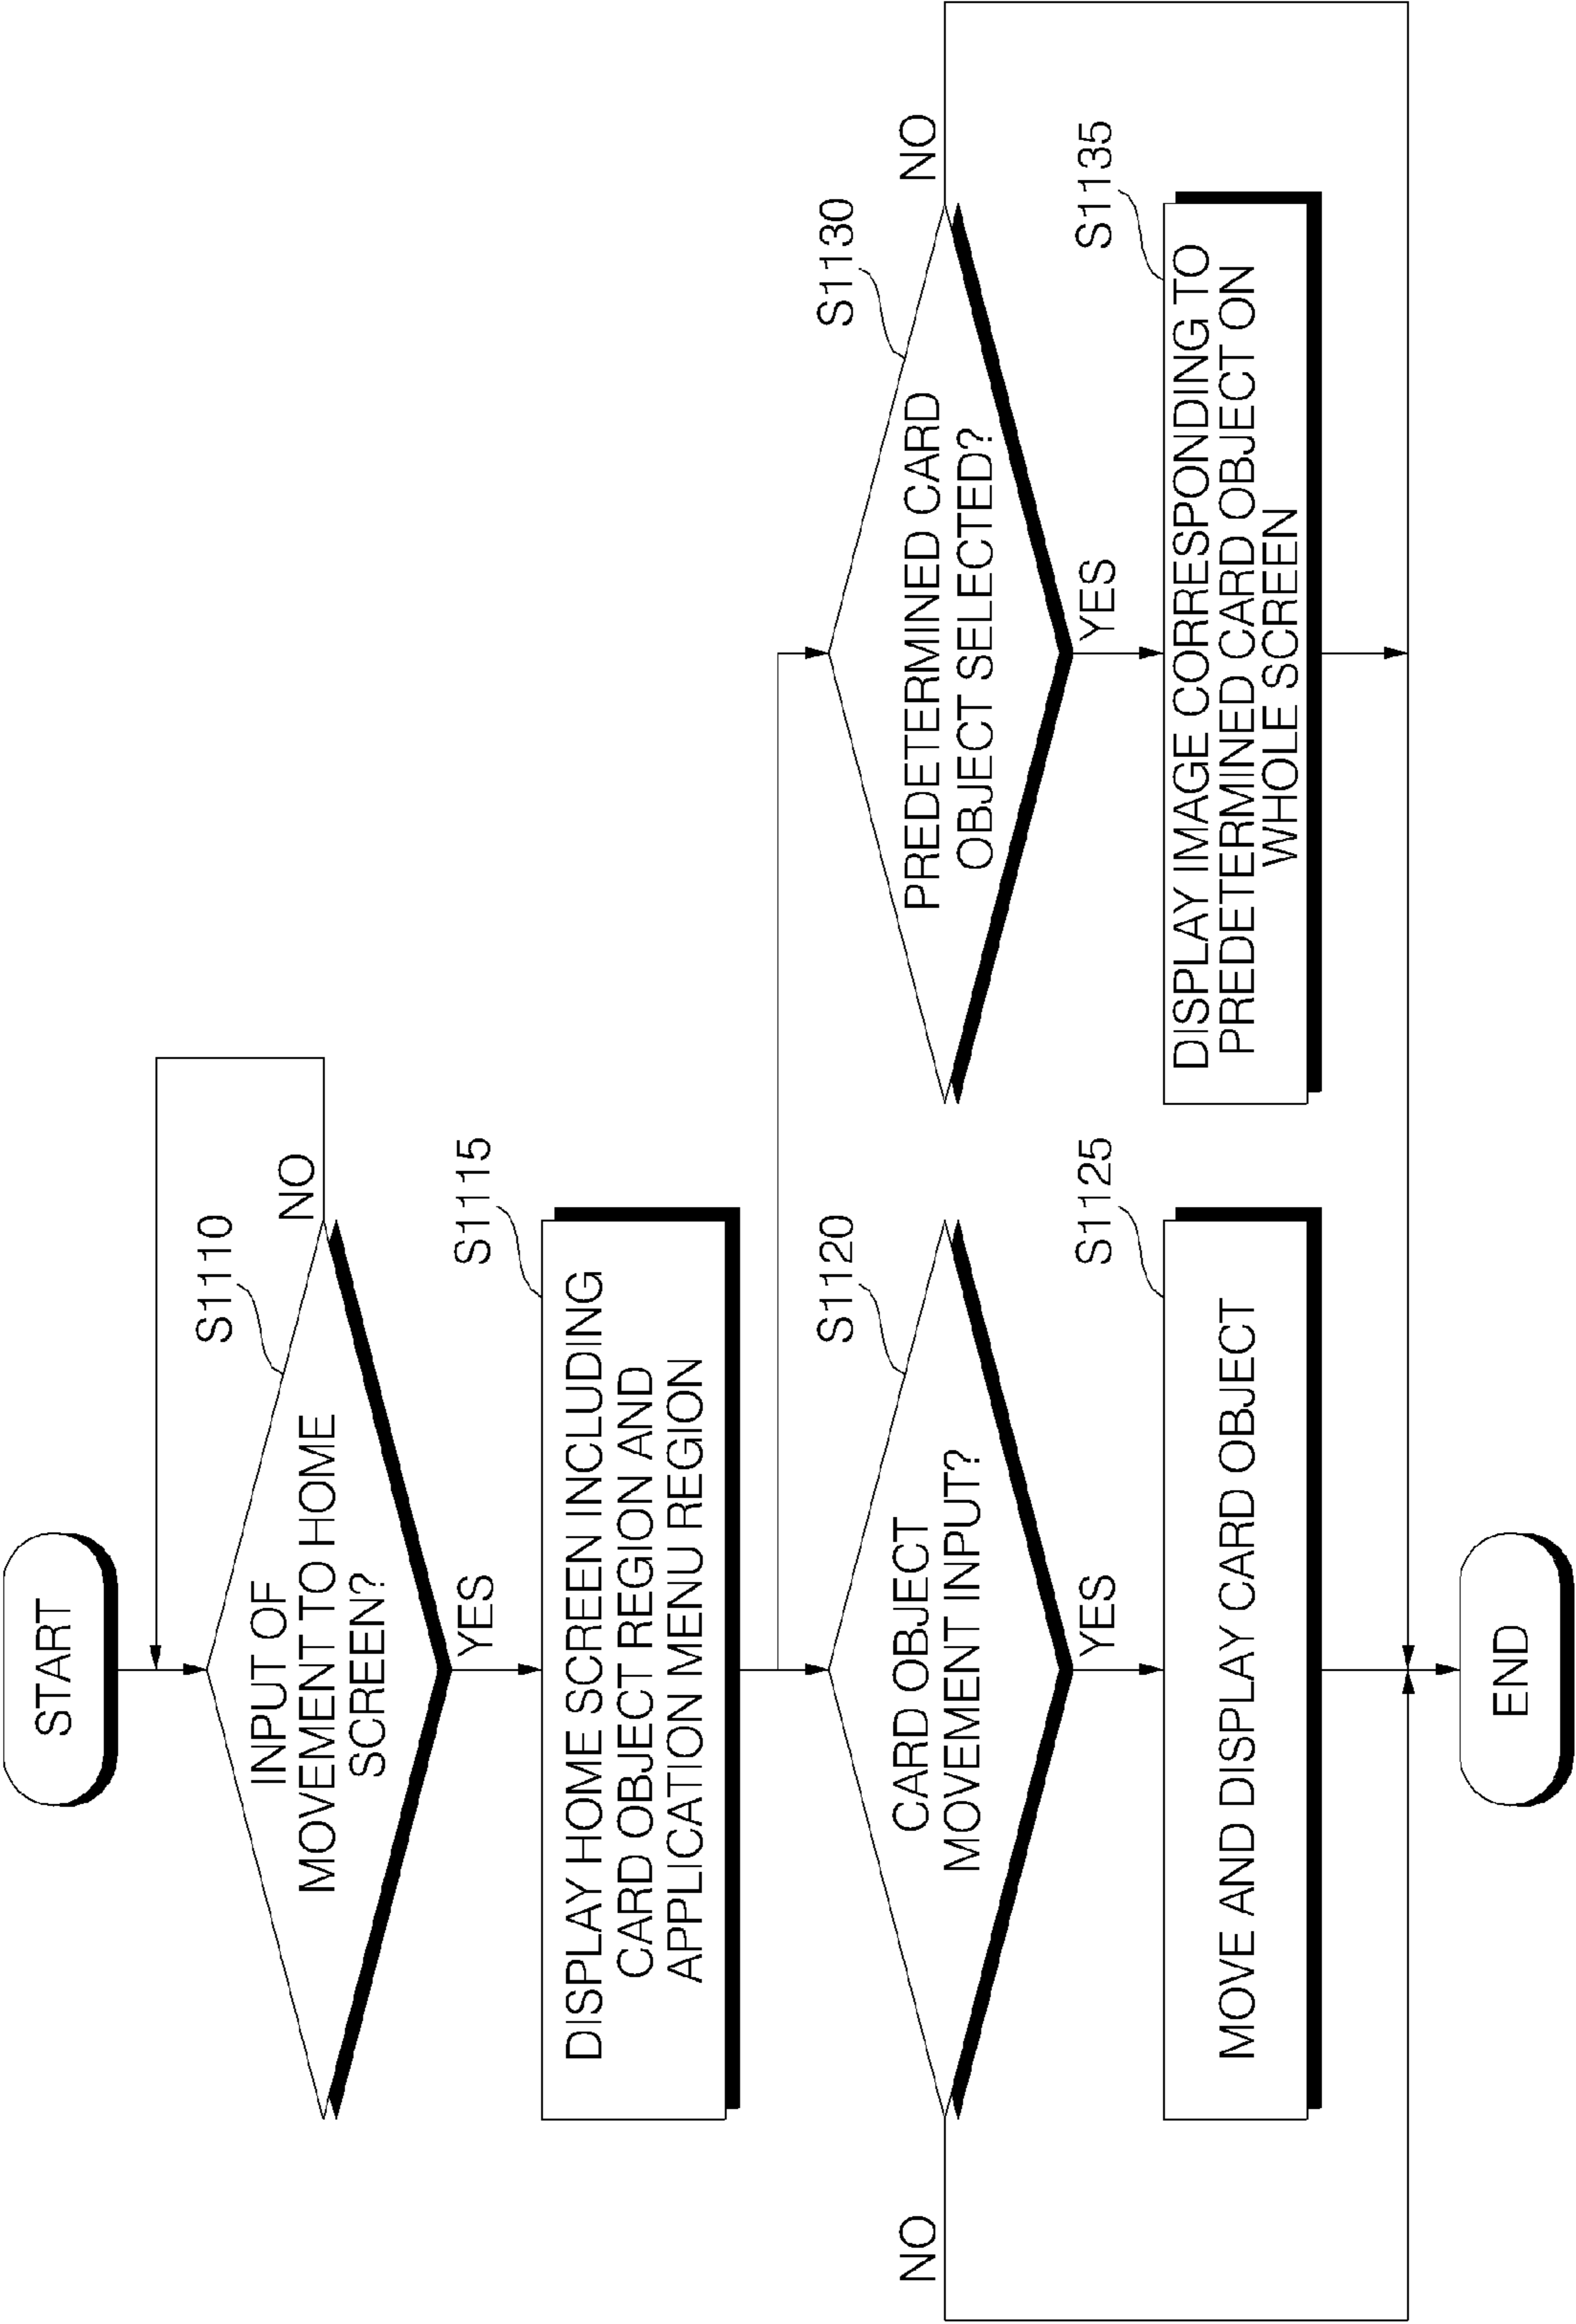 START
S1110
INPUT OF
MOVEMENT TO HOME
SCREEN?
NO
YES
S1115
DISPLAY HOME SCREEN INCLUDING
CARD OBJECT REGION AND
APPLICATION MENU REGION
S1120
CARD OBJECT
MOVEMENT INPUT?
NO
YES
S1125
MOVE AND DISPLAY CARD OBJECT
S1130
PREDETERMINED CARD
OBJECT SELECTED?
NO
YES
S1135
DISPLAY IMAGE CORRESPONDING TO
PREDETERMINED CARD OBJECT ON
WHOLE SCREEN
END